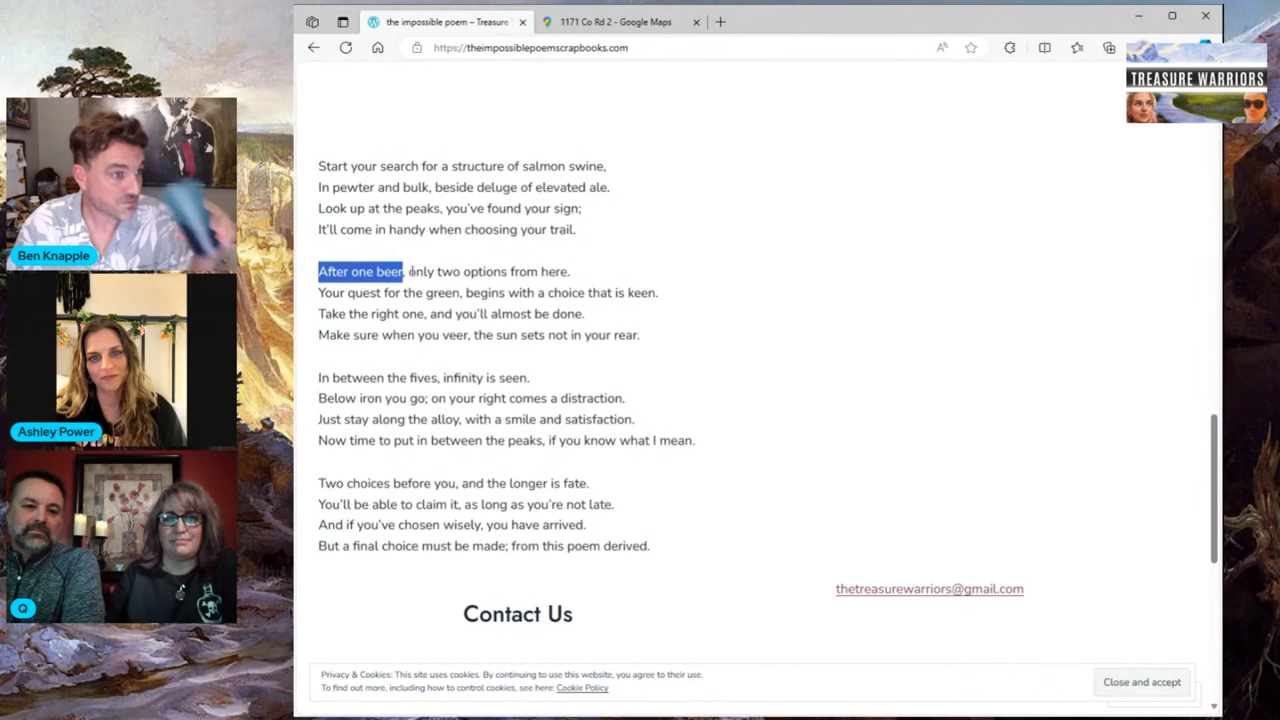 the impossible poem – Treasure
1171 Co Rd 2 - Google Maps
https://theimpossiblepoemscrapbooks.com
TREASURE WARRIORS
Start your search for a structure of salmon swine,
In pewter and bulk, beside deluge of elevated ale.
Look up at the peaks, you've found your sign;
It'll come in handy when choosing your trail.
After one beer, only two options from here.
Your quest for the green, begins with a choice that is keen.
Take the right one, and you'll almost be done.
Make sure when you veer, the sun sets not in your rear.
In between the fives, infinity is seen.
Below iron you go; on your right comes a distraction.
Just stay along the alloy, with a smile and satisfaction.
Now time to put in between the peaks, if you know what I mean.
Two choices before you, and the longer is fate.
You'll be able to claim it, as long as you're not late.
And if you've chosen wisely, you have arrived.
But a final choice must be made; from this poem derived.
thetreasurewarriors@gmail.com
Contact Us
Privacy & Cookies: This site uses cookies. By continuing to use this website, you agree to their use.
To find out more, including how to control cookies, see here: Cookie Policy
Close and accept
Ben Knapple
Ashley Power
Q